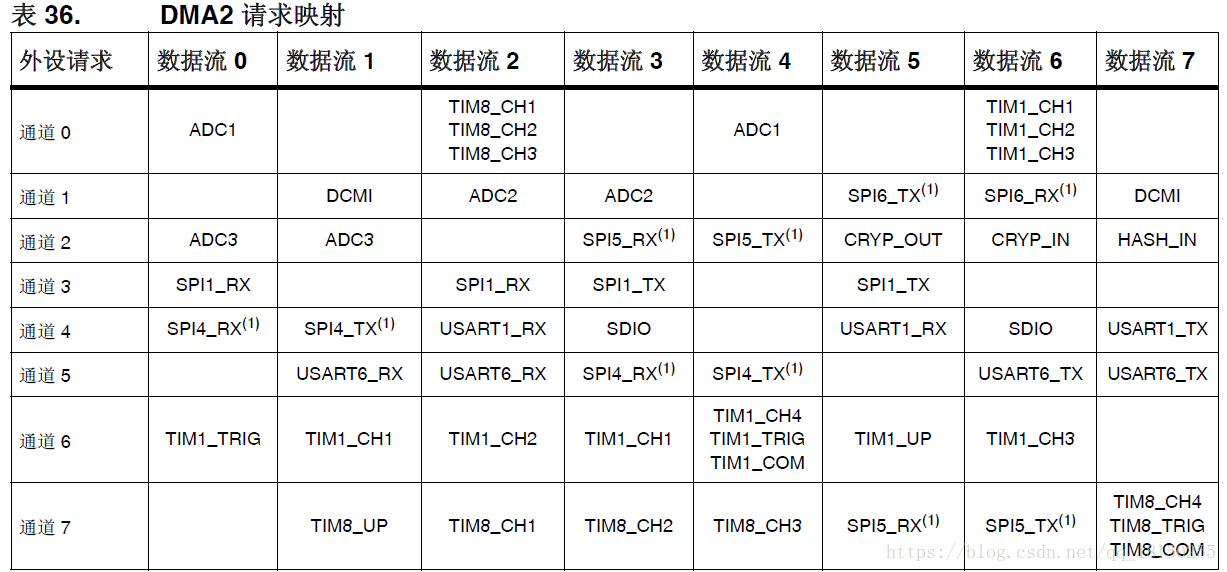 表 36. DMA2 请求映射
外设请求 数据流 0 数据流 1 数据流 2 数据流 3 数据流 4 数据流 5 数据流 6 数据流 7
通道 0 ADC1 TIM8_CH1 TIM8_CH2 TIM8_CH3 ADC1 TIM1_CH1 TIM1_CH2 TIM1_CH3
通道 1 DCMI ADC2 ADC2 SPI6_TX(1) SPI6_RX(1) DCMI
通道 2 ADC3 ADC3 SPI5_RX(1) SPI5_TX(1) CRYP_OUT CRYP_IN HASH_IN
通道 3 SPI1_RX SPI1_RX SPI1_TX SPI1_TX
通道 4 SPI4_RX(1) SPI4_TX(1) USART1_RX SDIO USART1_RX SDIO USART1_TX
通道 5 USART6_RX USART6_RX SPI4_RX(1) SPI4_TX(1) USART6_TX USART6_TX
通道 6 TIM1_TRIG TIM1_CH1 TIM1_CH2 TIM1_CH1 TIM1_CH4 TIM1_TRIG TIM1_COM TIM1_UP TIM1_CH3
通道 7 TIM8_UP TIM8_CH1 TIM8_CH2 TIM8_CH3 SPI5_RX(1) SPI5_TX(1) TIM8_CH4 TIM8_TRIG TIM8_COM